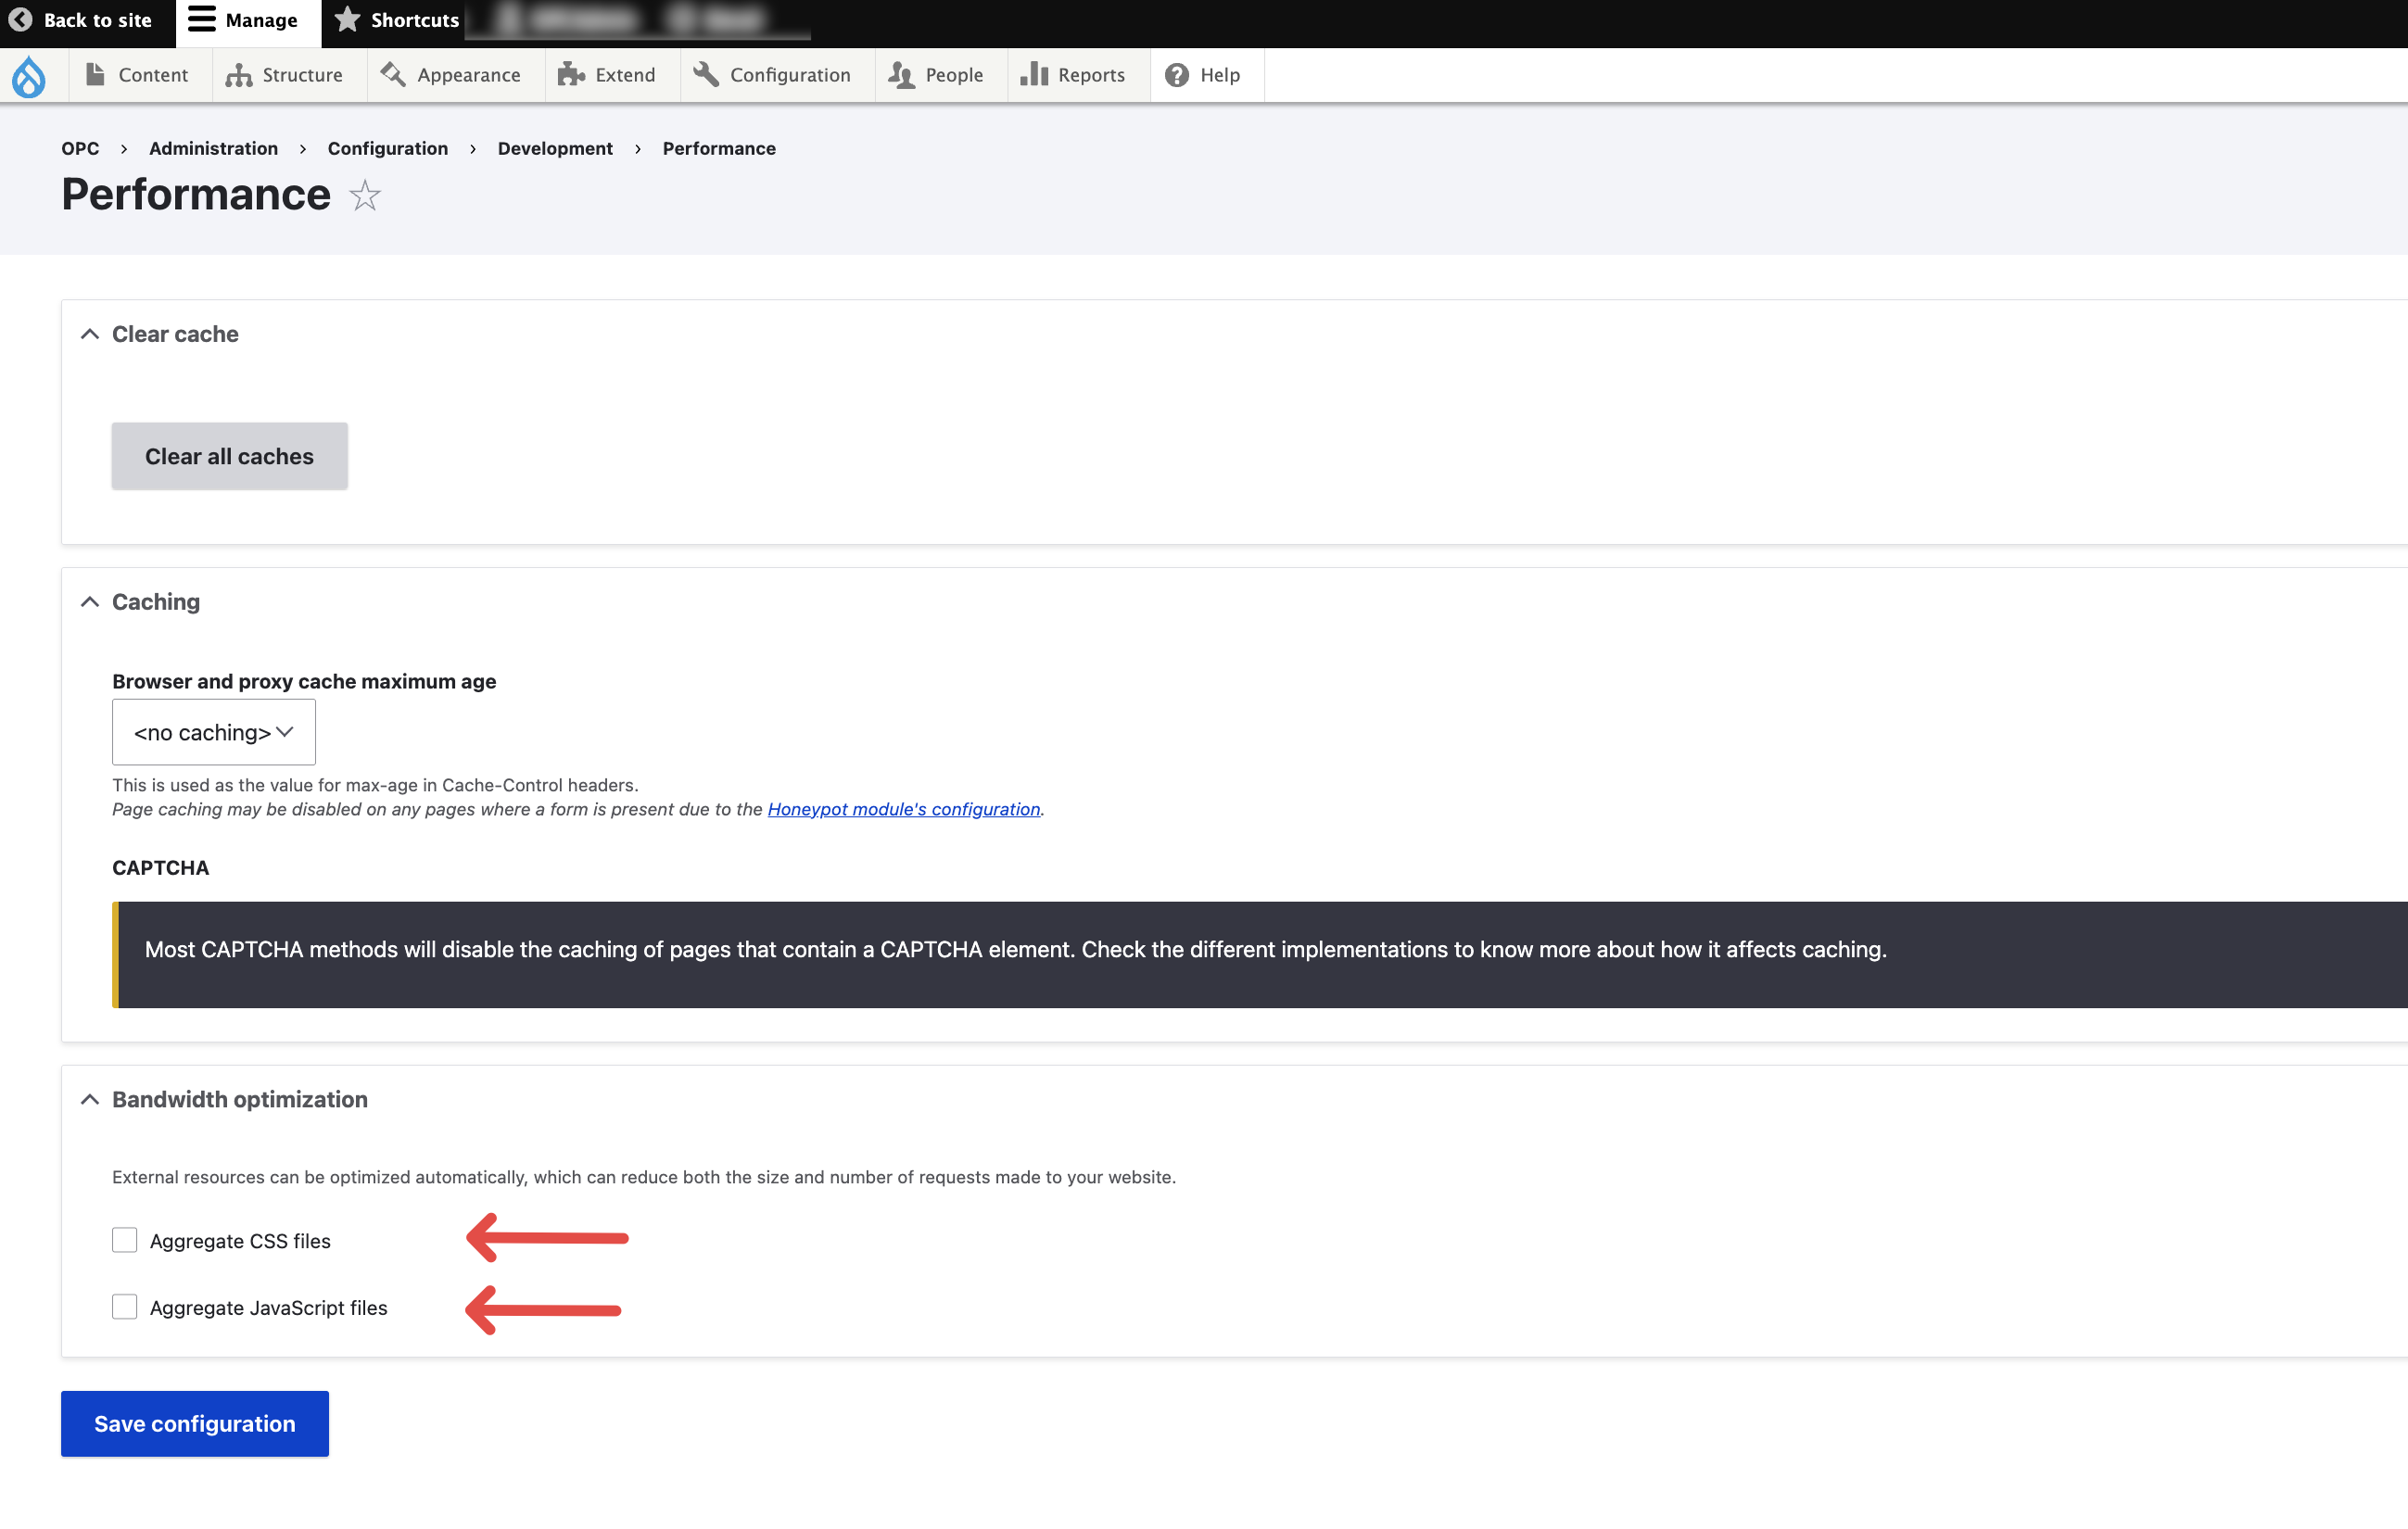 Back to site
Manage
Shortcuts
Content
Structure
Appearance
Extend
Configuration
People
Reports
Help
OPC › Administration › Configuration › Development › Performance
Performance
Clear cache
Clear all caches
Caching
Browser and proxy cache maximum age
<no caching>
This is used as the value for max-age in Cache-Control headers.
Page caching may be disabled on any pages where a form is present due to the Honeypot module's configuration.
CAPTCHA
Most CAPTCHA methods will disable the caching of pages that contain a CAPTCHA element. Check the different implementations to know more about how it affects caching.
Bandwidth optimization
External resources can be optimized automatically, which can reduce both the size and number of requests made to your website.
Aggregate CSS files
Aggregate JavaScript files
Save configuration